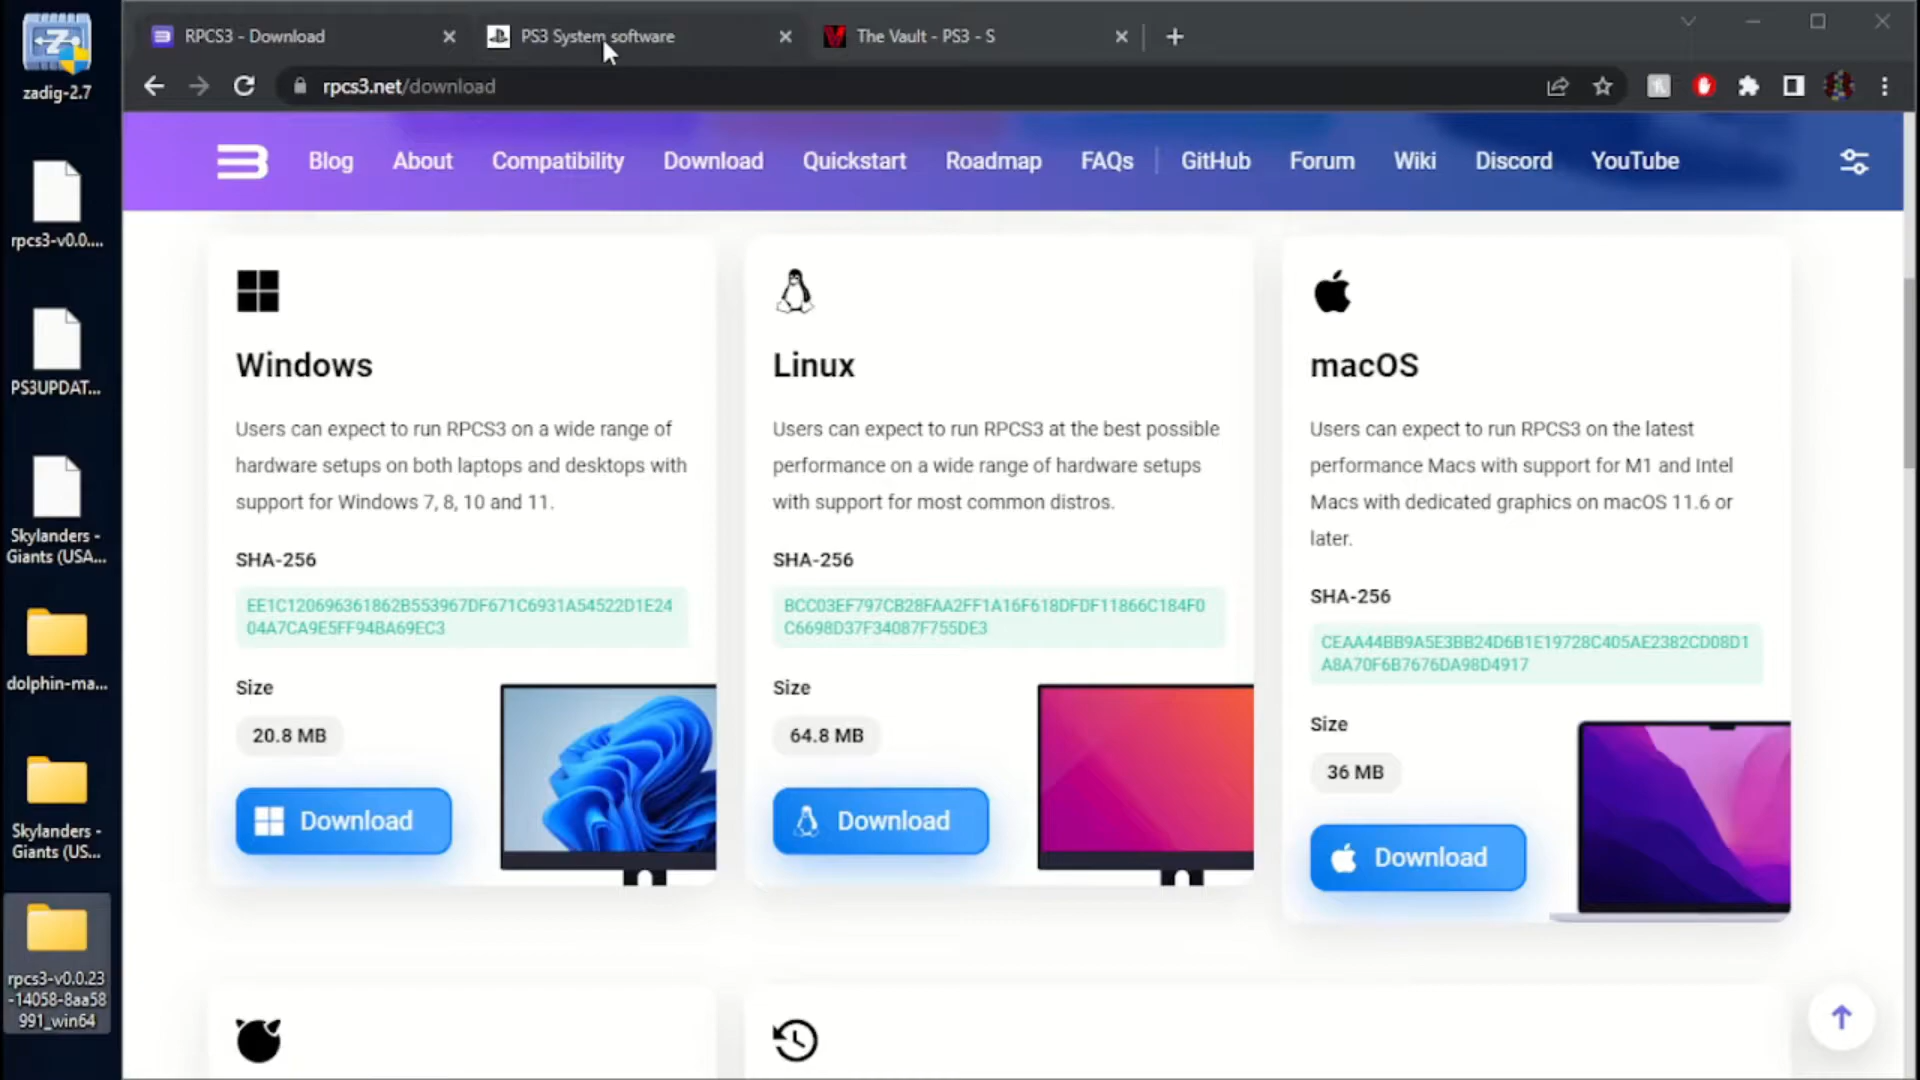 RPCS3 - Download
PS3 System software
The Vault - PS3 - S
rpcs3.net/download
Blog
About
Compatibility
Download
Quickstart
Roadmap
FAQs
GitHub
Forum
Wiki
Discord
YouTube
zadig-2.7
rpcs3-v0.0....
PS3UPDAT...
Skylanders -
Giants (USA...
dolphin-ma...
Skylanders -
Giants (US...
rpcs3-v0.0.23
-14058-8aa58
991_win64
Windows
Users can expect to run RPCS3 on a wide range of
hardware setups on both laptops and desktops with
support for Windows 7, 8, 10 and 11.
SHA-256
EE1C120696361862B553967DF671C6931A54522D1E24
04A7CA9E5FF94BA69EC3
Size
20.8 MB
Download
Linux
Users can expect to run RPCS3 at the best possible
performance on a wide range of hardware setups
with support for most common distros.
SHA-256
BCC03EF797CB28FAA2FF1A16F618DFDF11866C184F0
C6698D37F34087F755DE3
Size
64.8 MB
Download
macOS
Users can expect to run RPCS3 on the latest
performance Macs with support for M1 and Intel
Macs with dedicated graphics on macOS 11.6 or
later.
SHA-256
CEAA44BB9A5E3BB24D6B1E19728C405AE2382CD08D1
A8A70F6B7676DA98D4917
Size
36 MB
Download